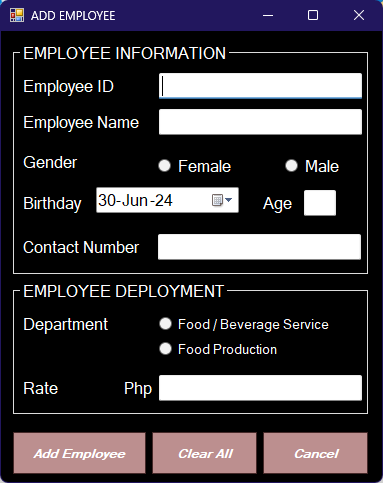 ADD EMPLOYEE
EMPLOYEE INFORMATION
Employee ID
Employee Name
Gender Female Male
Birthday 30-Jun-24 Age
Contact Number
EMPLOYEE DEPLOYMENT
Department Food / Beverage Service
Food Production
Rate Php
Add Employee Clear All Cancel